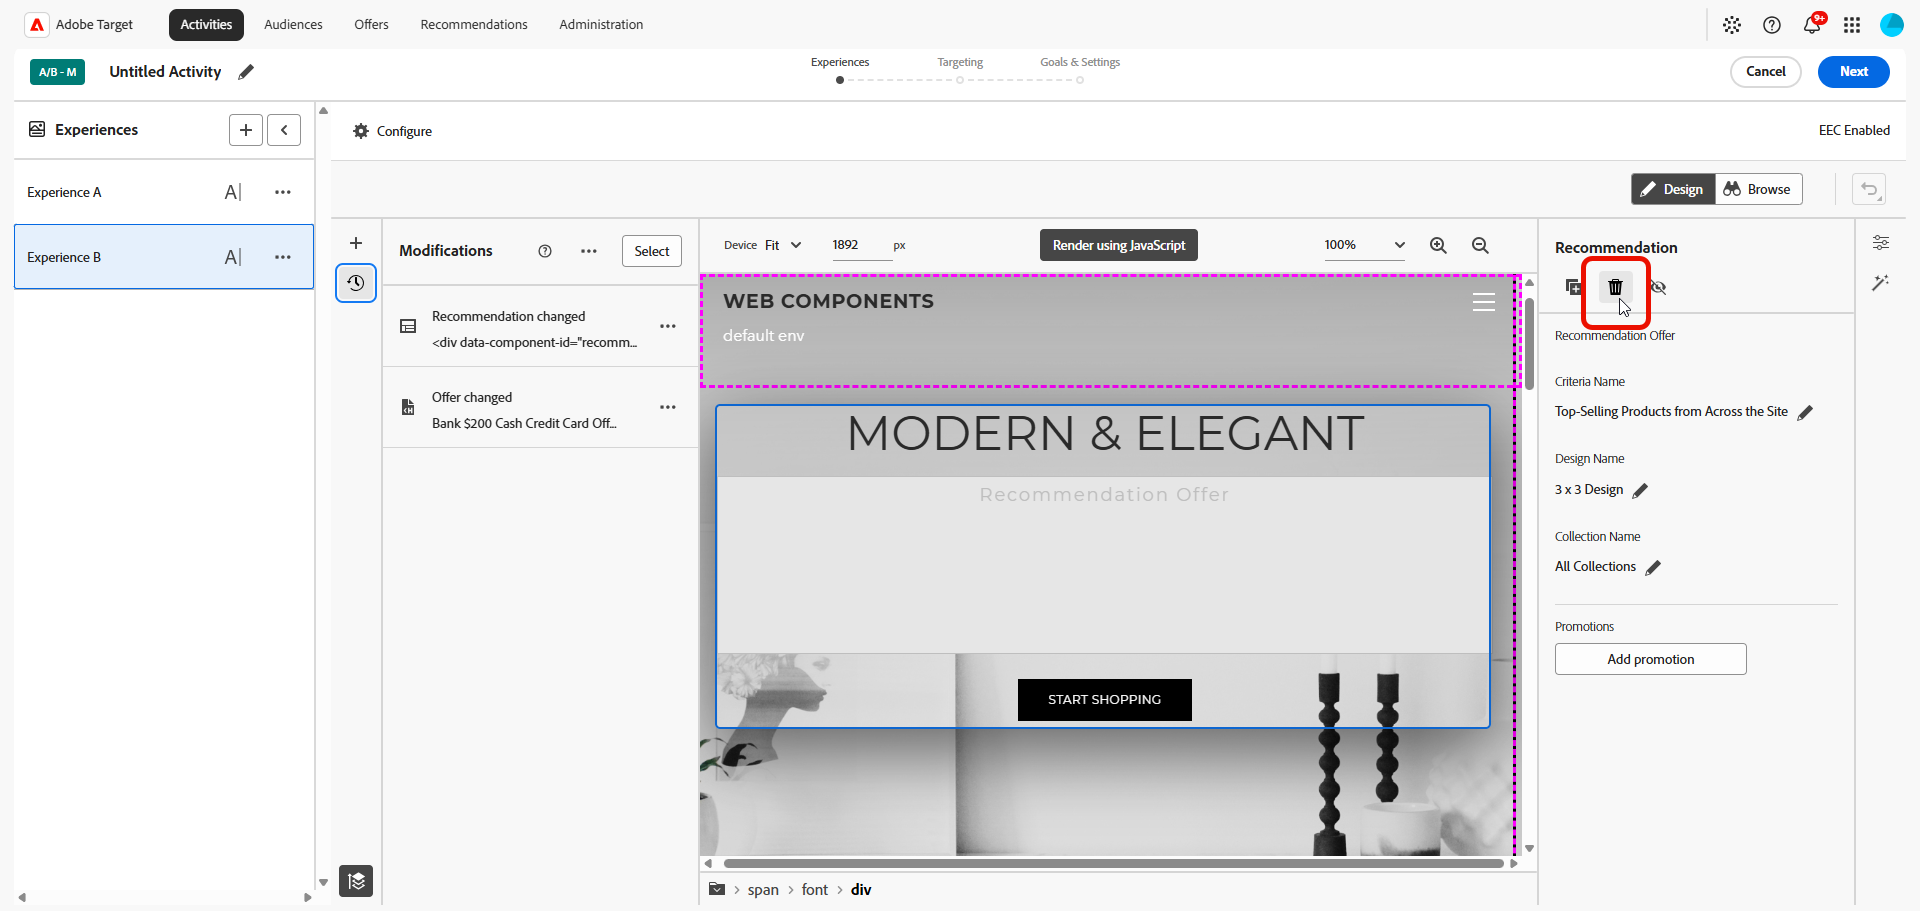 Adobe Target
Activities
Audiences
Offers
Recommendations
Administration
9+
A/B - M
Untitled Activity
Experiences
Targeting
Goals & Settings
Cancel
Next
Experiences
Configure
EEC Enabled
Experience A
A
Experience B
A
Design
Browse
Modifications
Select
Recommendation changed
<div data-component-id="recomm...
Offer changed
Bank $200 Cash Credit Card Off...
Device Fit
1892 px
Render using JavaScript
100%
WEB COMPONENTS
default env
MODERN & ELEGANT
Recommendation Offer
START SHOPPING
span > font > div
Recommendation
Recommendation Offer
Criteria Name
Top-Selling Products from Across the Site
Design Name
3 x 3 Design
Collection Name
All Collections
Promotions
Add promotion